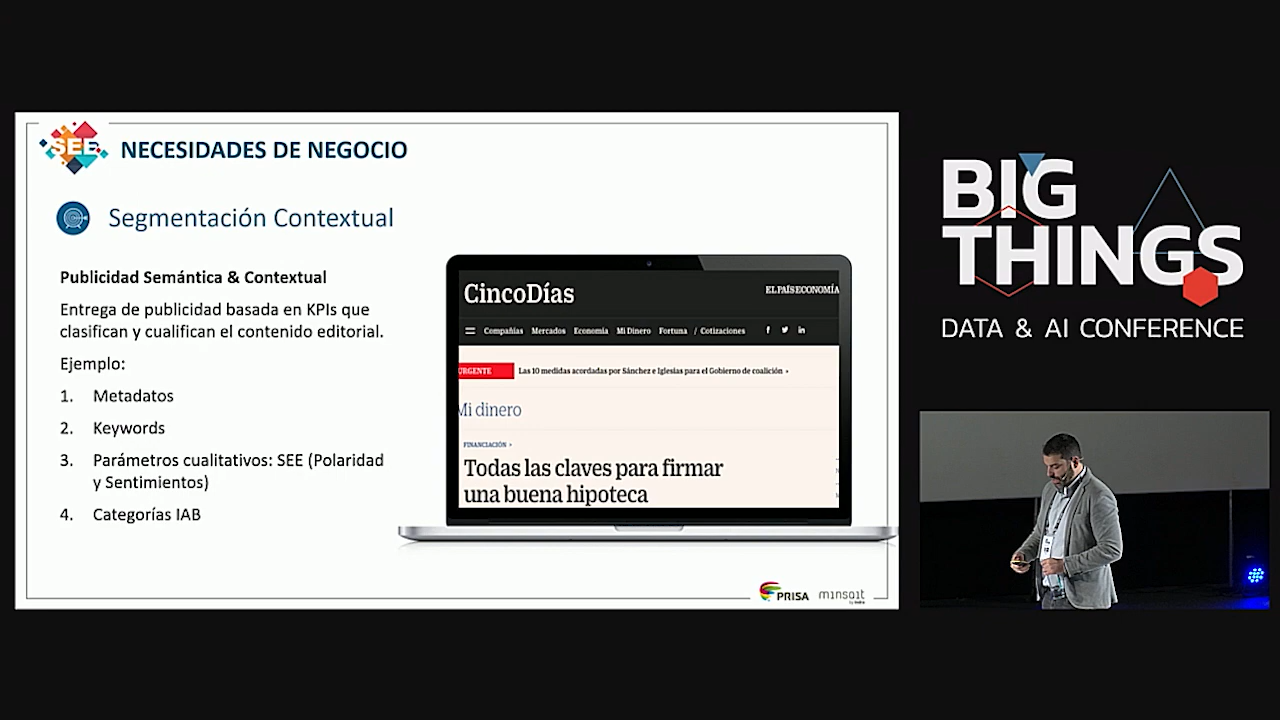 SEE NECESIDADES DE NEGOCIO
Segmentación Contextual
Publicidad Semántica & Contextual
Entrega de publicidad basada en KPIs que
clasifican y cualifican el contenido editorial.
Ejemplo:
1. Metadatos
2. Keywords
3. Parámetros cualitativos: SEE (Polaridad
y Sentimientos)
4. Categorías IAB
CincoDías
EL PAÍS ECONOMÍA
Compañías Mercados Economía Mi Dinero Fortuna / Cotizaciones
URGENTE Las 10 medidas acordadas por Sánchez e Iglesias para el Gobierno de coalición
Mi dinero
FINANCIACIÓN
Todas las claves para firmar
una buena hipoteca
PRISA minsait
by Indra
BIG
THINGS
DATA & AI CONFERENCE